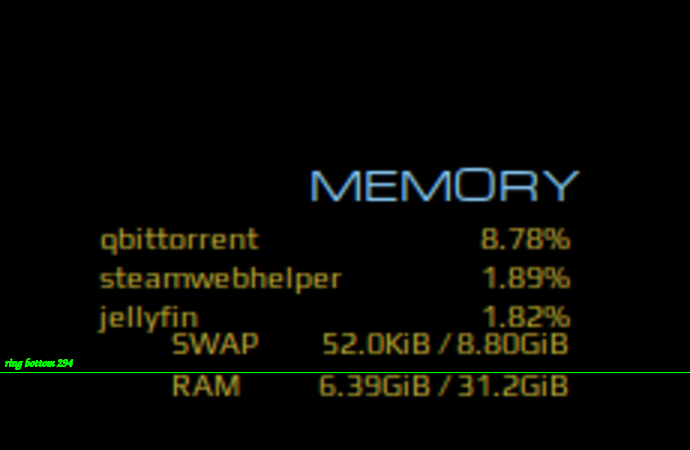 MEMORY
qbittorrent 8.78%
steamwebhelper 1.89%
jellyfin 1.82%
SWAP 52.0KiB / 8.80GiB
ring bottom 294
RAM 6.39GiB / 31.2GiB